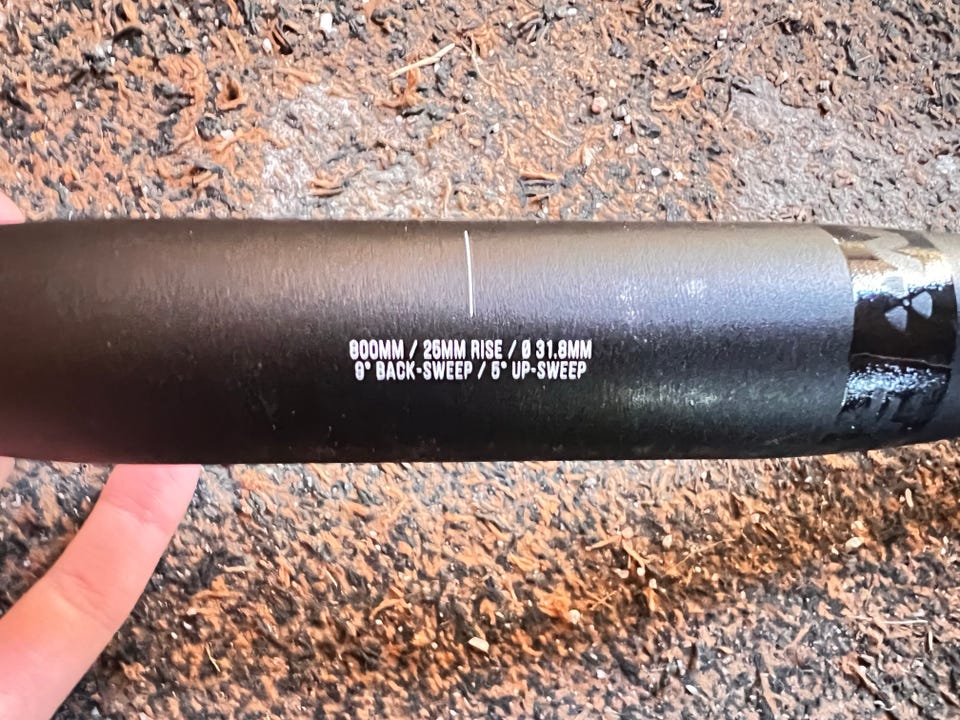 800MM / 25MM RISE / Ø 31.8MM
9° BACK-SWEEP / 5° UP-SWEEP